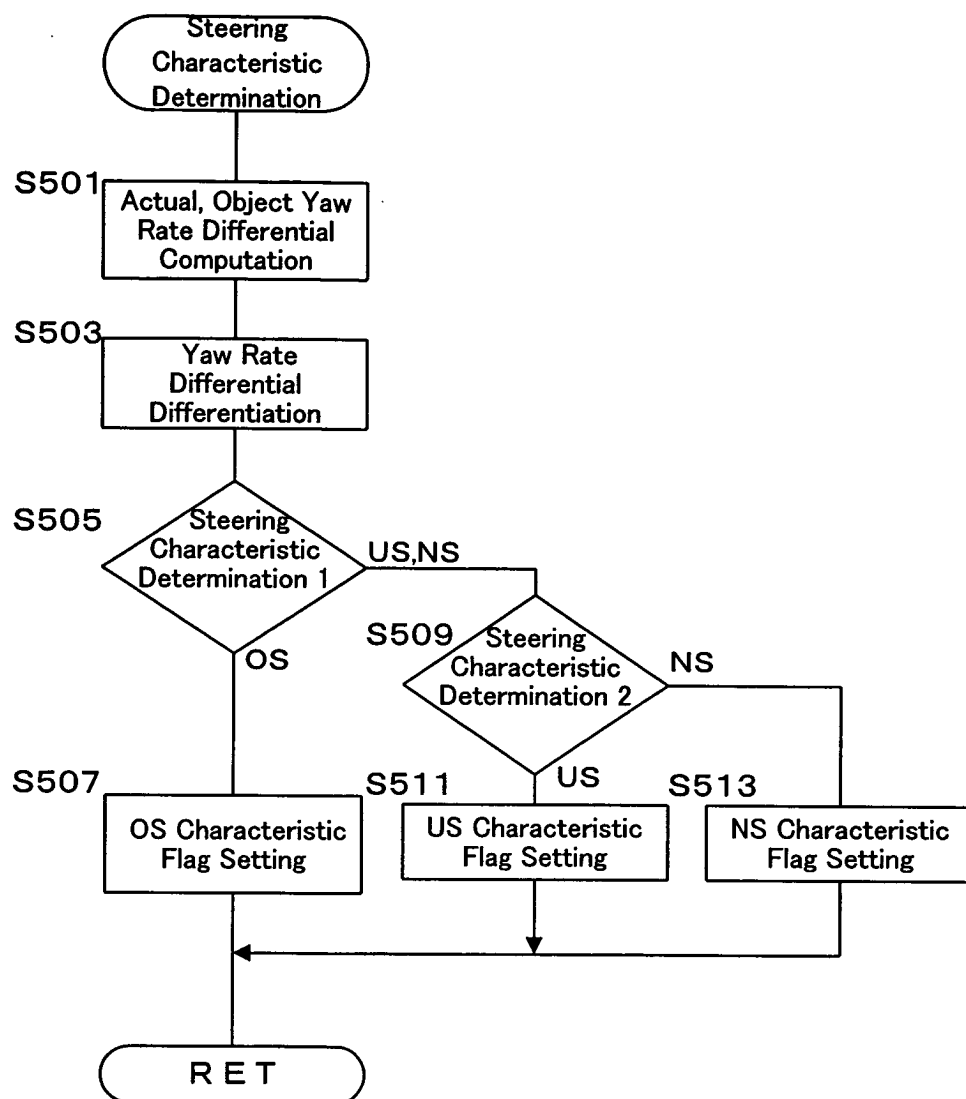 Steering
Characteristic
Determination
S501
Actual, Object Yaw
Rate Differential
Computation
S503
Yaw Rate
Differential
Differentiation
S505
Steering
Characteristic
Determination 1
US,NS
OS
S509
Steering
Characteristic
Determination 2
NS
US
S507
OS Characteristic
Flag Setting
S511
US Characteristic
Flag Setting
S513
NS Characteristic
Flag Setting
RET